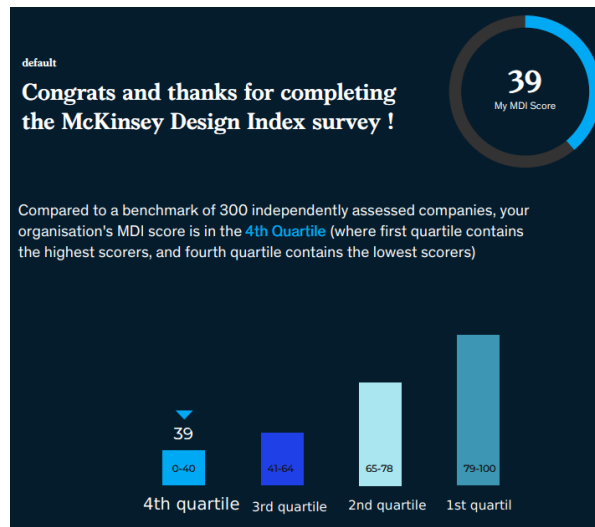 default
Congrats and thanks for completing
the McKinsey Design Index survey !
39
My MDI Score
Compared to a benchmark of 300 independently assessed companies, your
organisation's MDI score is in the 4th Quartile (where first quartile contains
the highest scorers, and fourth quartile contains the lowest scorers)
39
0-40
41-64
65-78
79-100
4th quartile
3rd quartile
2nd quartile
1st quartil